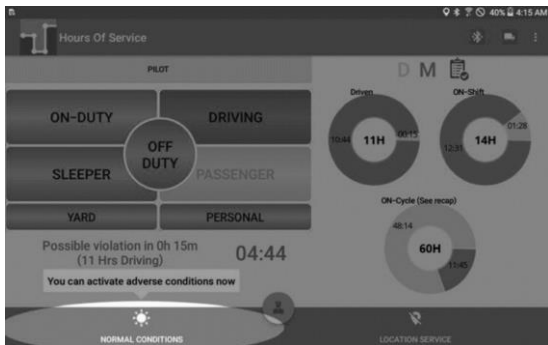 40% 4:15 AM
Hours Of Service
PILOT
D M
ON-DUTY
DRIVING
OFF
DUTY
SLEEPER
PASSENGER
YARD
PERSONAL
Possible violation in 0h 15m
(11 Hrs Driving)
04:44
You can activate adverse conditions now
NORMAL CONDITIONS
Driven
10:44
11H
00:15
ON-Shift
12:31
14H
01:28
ON-Cycle (See recap)
48:14
60H
11:45
LOCATION SERVICE